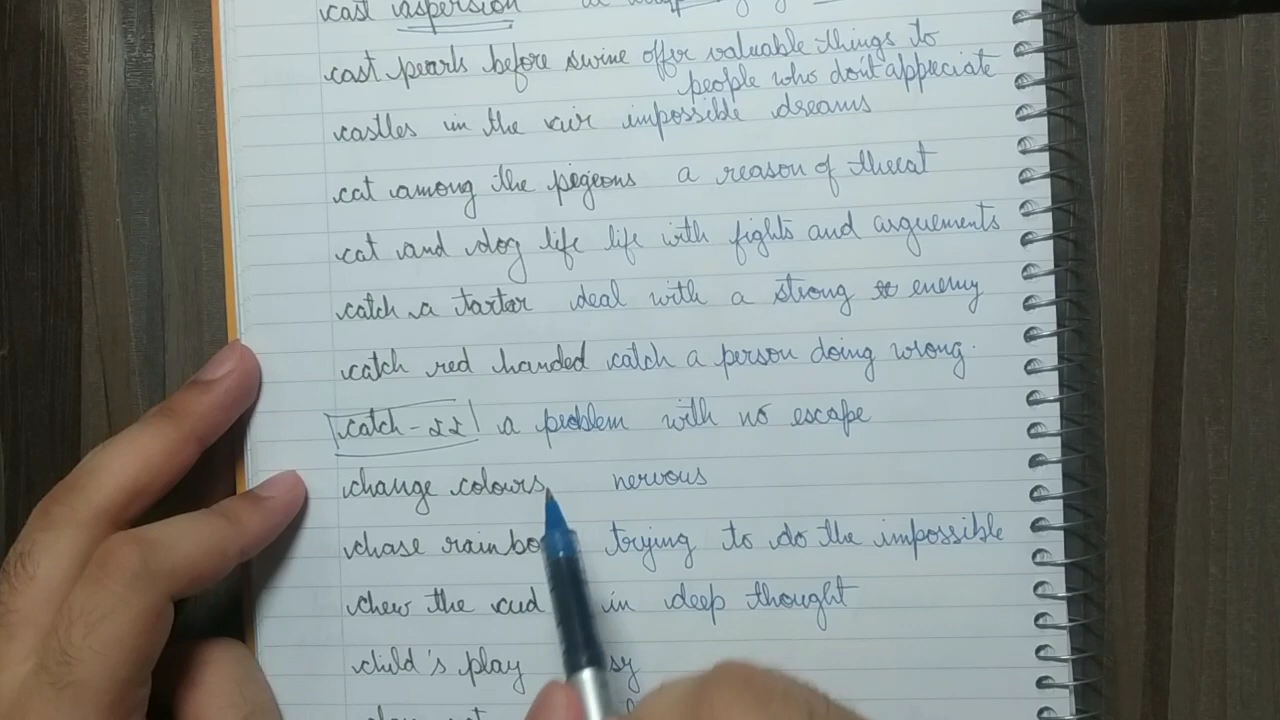 cast aspersion
cast pearls before swine offer valuable things to
people who don't appreciate
castles in the air impossible dreams
cat among the pegeons a reason of threat
cat and dog life life with fights and arguements
catch a tartar deal with a strong enemy
catch red handed catch a person doing wrong.
catch-22 a problem with no escape
change colours nervous
chase trying to do the impossible
chew the cud in deep thought
child's play